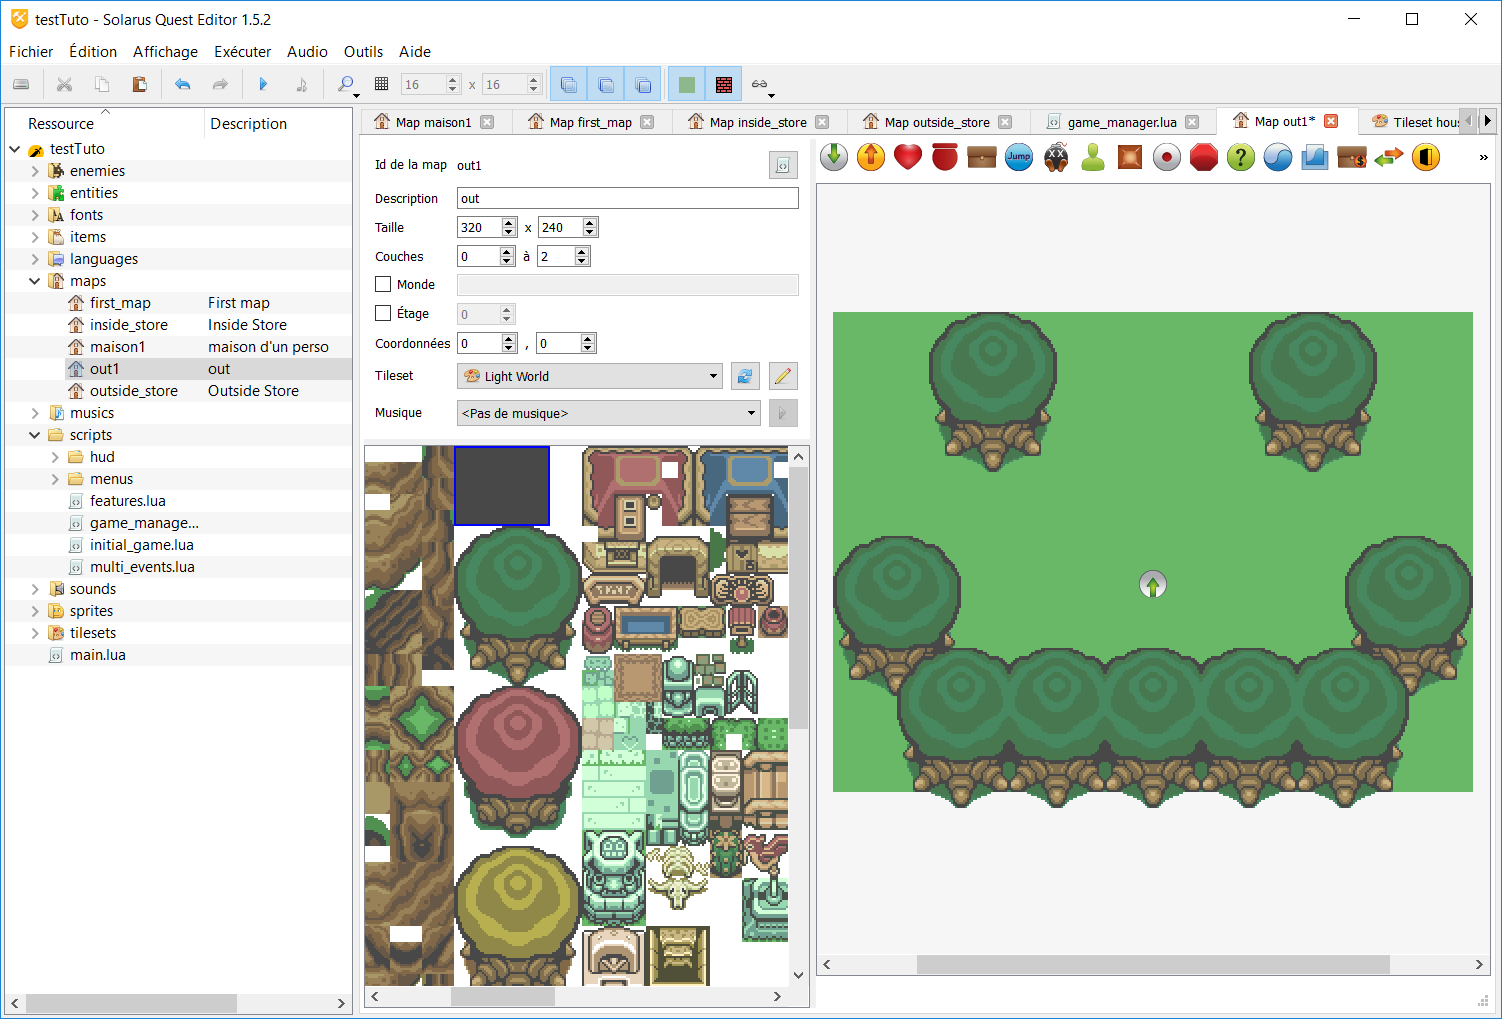 testTuto - Solarus Quest Editor 1.5.2
Fichier Édition Affichage Exécuter Audio Outils Aide
16 x 16
Ressource Description
testTuto
enemies
entities
fonts
items
languages
maps
first_map First map
inside_store Inside Store
maison1 maison d'un perso
out1 out
outside_store Outside Store
musics
scripts
hud
menus
features.lua
game_manage...
initial_game.lua
multi_events.lua
sounds
sprites
tilesets
main.lua
Map maison1 Map first_map Map inside_store Map outside_store game_manager.lua Map out1* Tileset hous
Id de la map out1
Description out
Taille 320 x 240
Couches 0 à 2
Monde
Étage 0
Coordonnées 0 , 0
Tileset Light World
Musique <Pas de musique>
Jump ? $ »